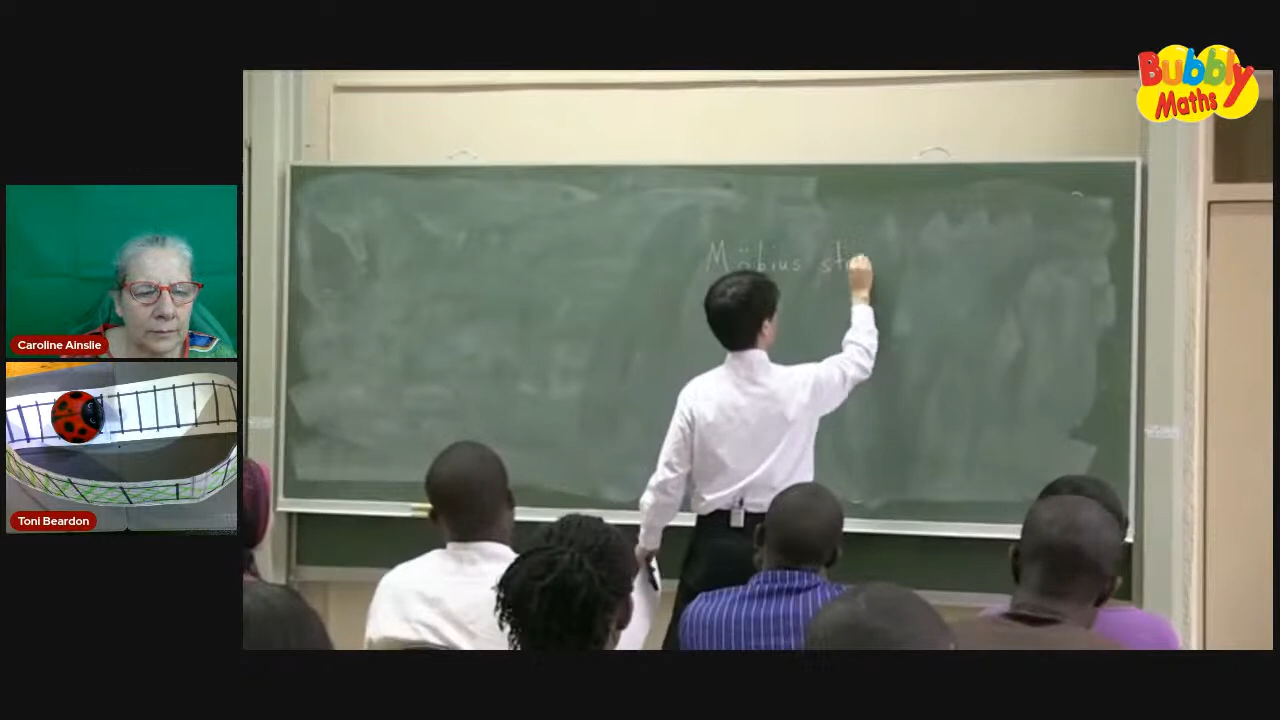 Bubbly
Maths
Möbius
Caroline Ainslie
Toni Beardon